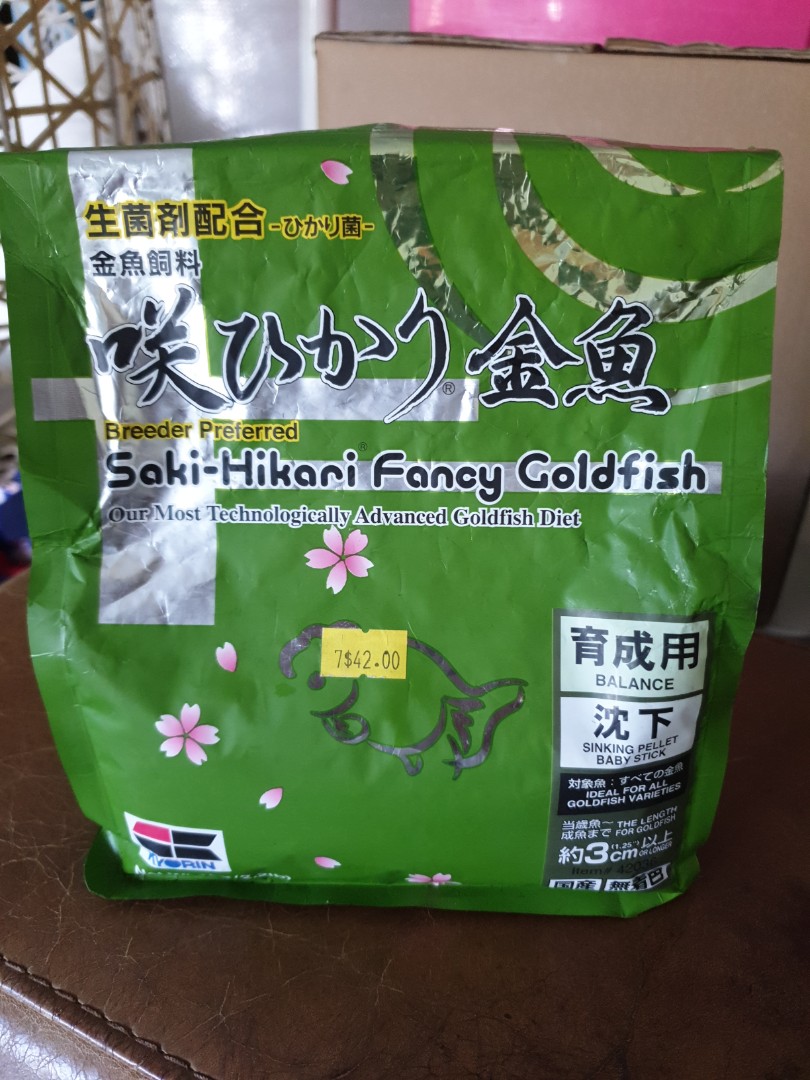 生菌剤配合-ひかり菌-
金魚飼料
咲ひかり®金魚
Breeder Preferred
Saki-Hikari® Fancy Goldfish
Our Most Technologically Advanced Goldfish Diet
7$42.00
育成用
BALANCE
沈下
SINKING PELLET
BABY STICK
対象魚：すべての金魚
IDEAL FOR ALL
GOLDFISH VARIETIES
当歳魚～ THE LENGTH
成魚まで FOR GOLDFISH
約3cm(1.25")以上
OR LONGER
Item#
国産 無着色
KYORIN